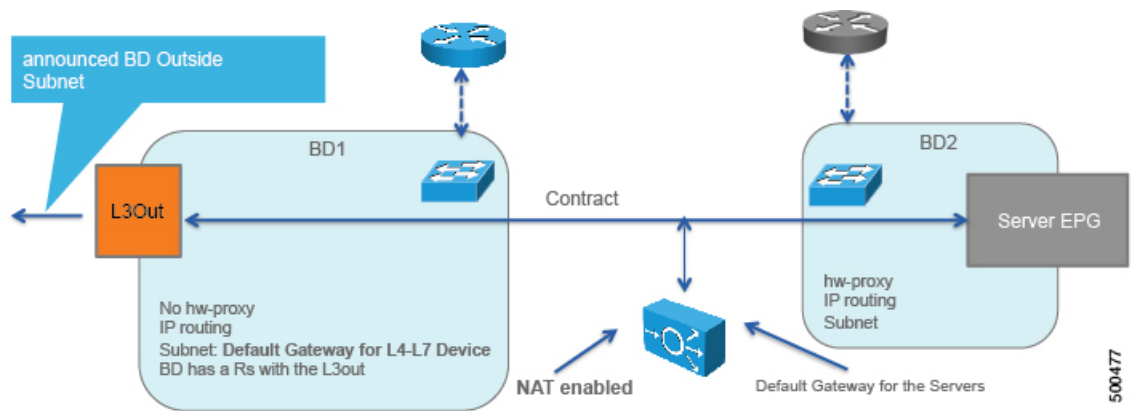 announced BD Outside
Subnet
BD1
BD2
L3Out
Contract
Server EPG
No hw-proxy
IP routing
Subnet: Default Gateway for L4-L7 Device
BD has a Rs with the L3out
hw-proxy
IP routing
Subnet
NAT enabled
Default Gateway for the Servers
500477